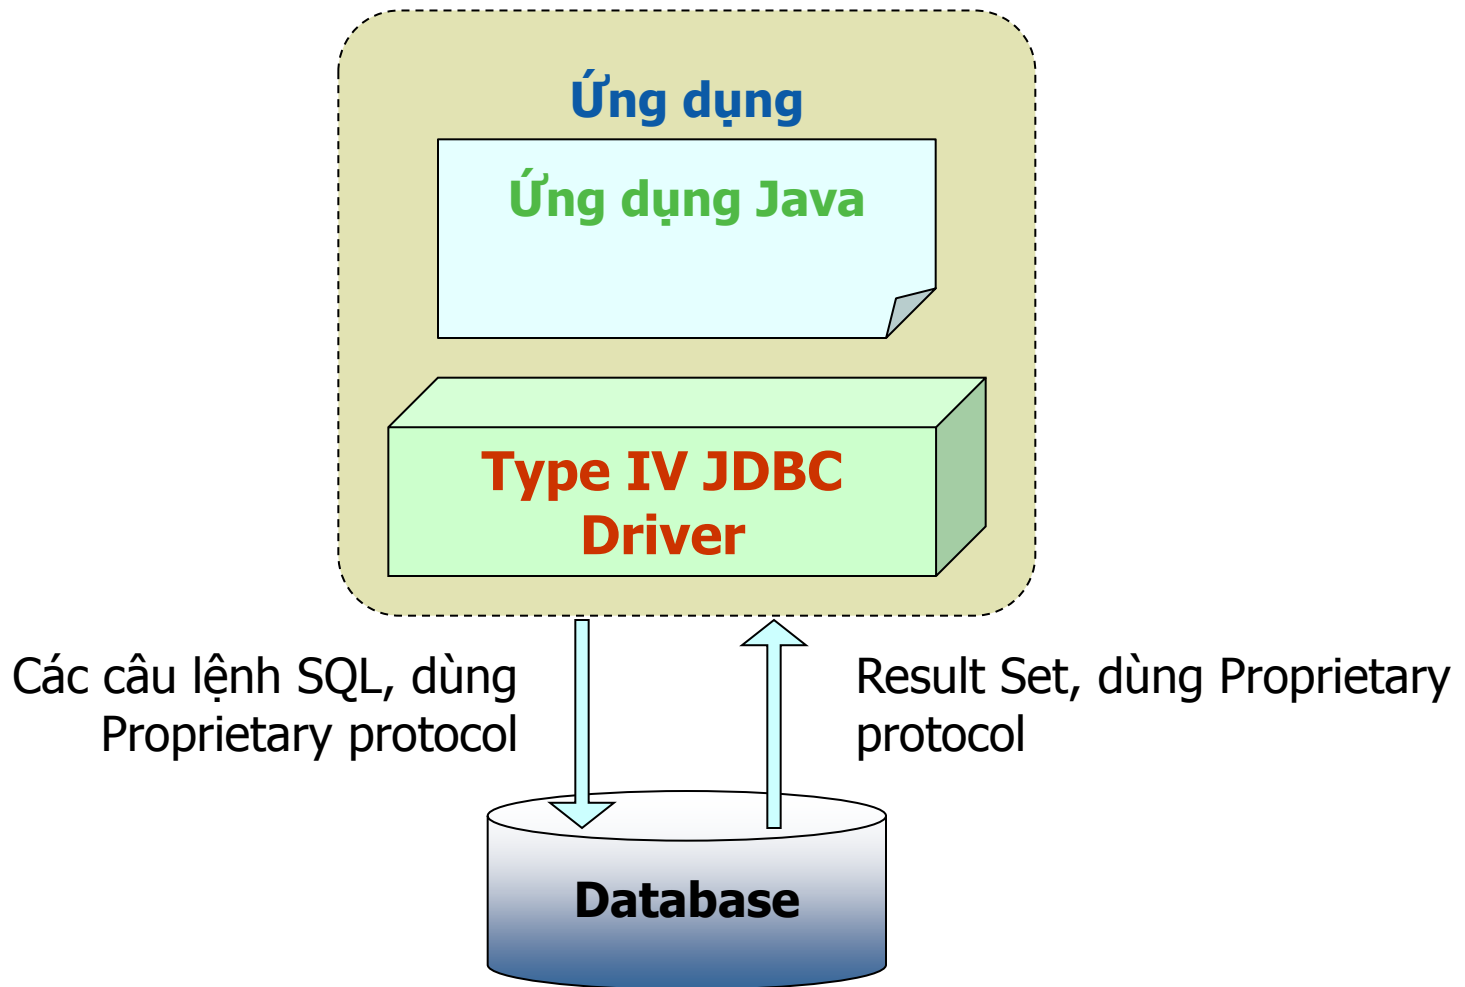 Ứng dụng
Ứng dụng Java
Type IV JDBC
Driver
Các câu lệnh SQL, dùng
Proprietary protocol
Result Set, dùng Proprietary
protocol
Database